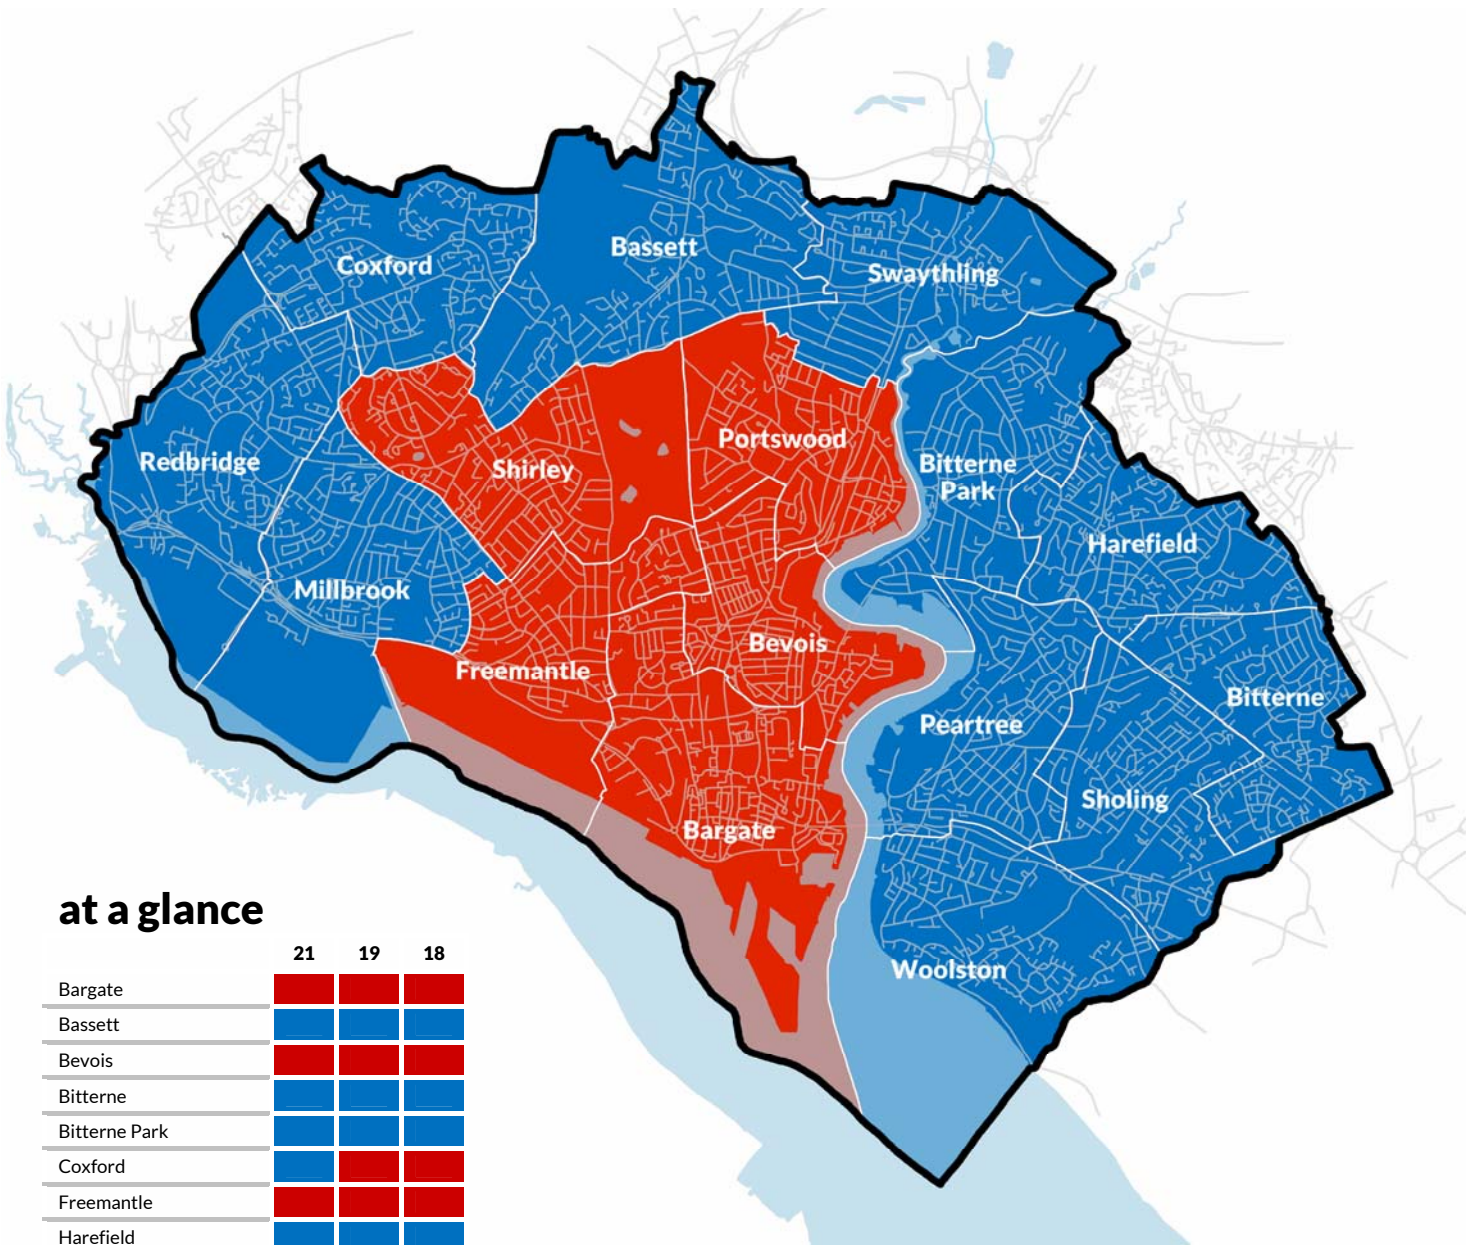 Bassett
Coxford
Swaythling
Portswood
Redbridge
Shirley
Bitterne
Park
Harefield
Millbrook
Bevois
Freemantle
Bitterne
Peartree
Sholing
Bargate
Woolston
at a glance
21 19 18
Bargate
Bassett
Bevois
Bitterne
Bitterne Park
Coxford
Freemantle
Harefield